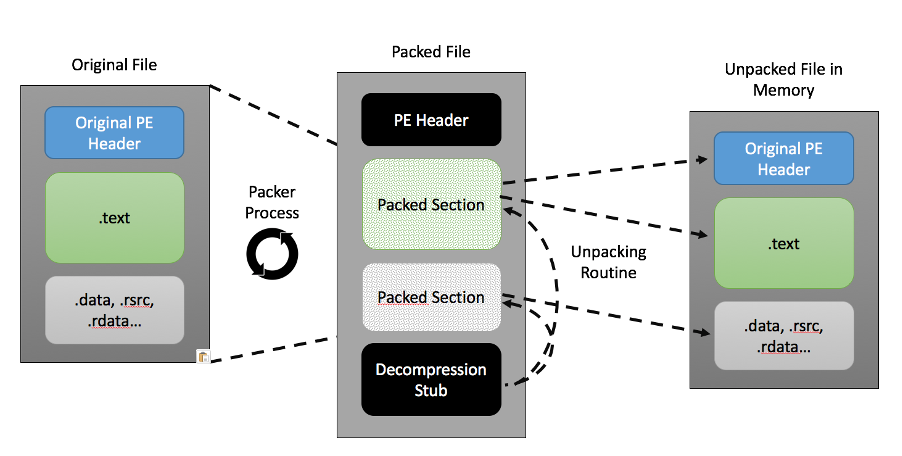 Original File
Original PE
Header
.text
.data, .rsrc,
.rdata...
Packer
Process
Packed File
PE Header
Packed Section
Packed Section
Decompression
Stub
Unpacking
Routine
Unpacked File in
Memory
Original PE
Header
.text
.data, .rsrc,
.rdata...